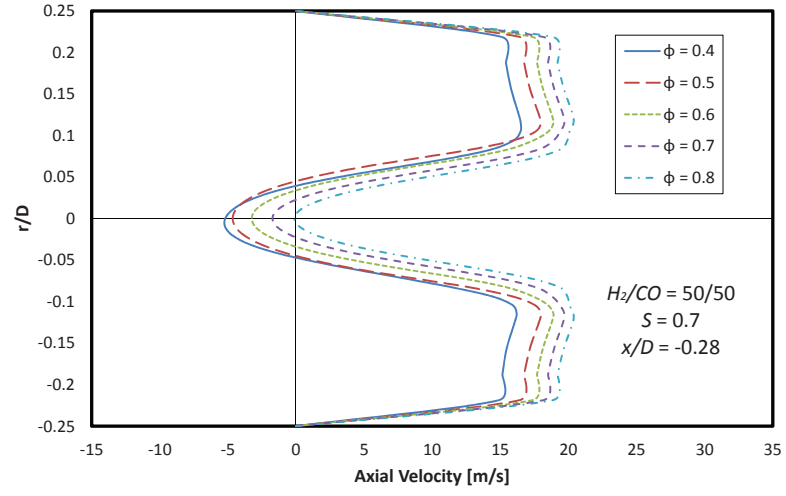 0.25
0.2
0.15
0.1
0.05
0
-0.05
-0.1
-0.15
-0.2
-0.25
r/D
ϕ = 0.4
ϕ = 0.5
ϕ = 0.6
ϕ = 0.7
ϕ = 0.8
H₂/CO = 50/50
S = 0.7
x/D = -0.28
-15 -10 -5 0 5 10 15 20 25 30 35
Axial Velocity [m/s]